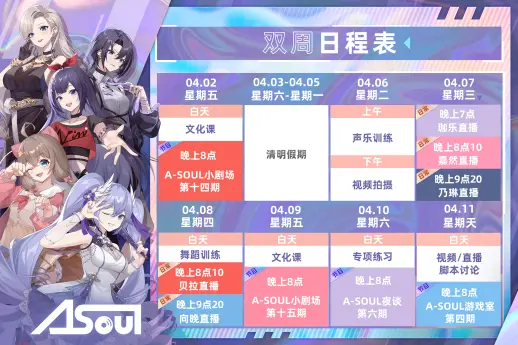 双周日程表
04.02
星期五
04.03-04.05
星期六-星期一
04.06
星期二
04.07
星期三
白天
文化课
节目
晚上8点
A-SOUL小剧场
第十四期
清明假期
上午
声乐训练
下午
视频拍摄
日常
晚上7点
珈乐直播
日常
晚上8点10
嘉然直播
日常
晚上9点20
乃琳直播
04.08
星期四
04.09
星期五
04.10
星期六
04.11
星期天
白天
舞蹈训练
日常
晚上8点10
贝拉直播
日常
晚上9点20
向晚直播
白天
文化课
节目
晚上8点
A-SOUL小剧场
第十五期
白天
专项练习
节目
晚上8点
A-SOUL夜谈
第六期
白天
视频/直播
脚本讨论
节目
晚上8点
A-SOUL游戏室
第四期
ASoul